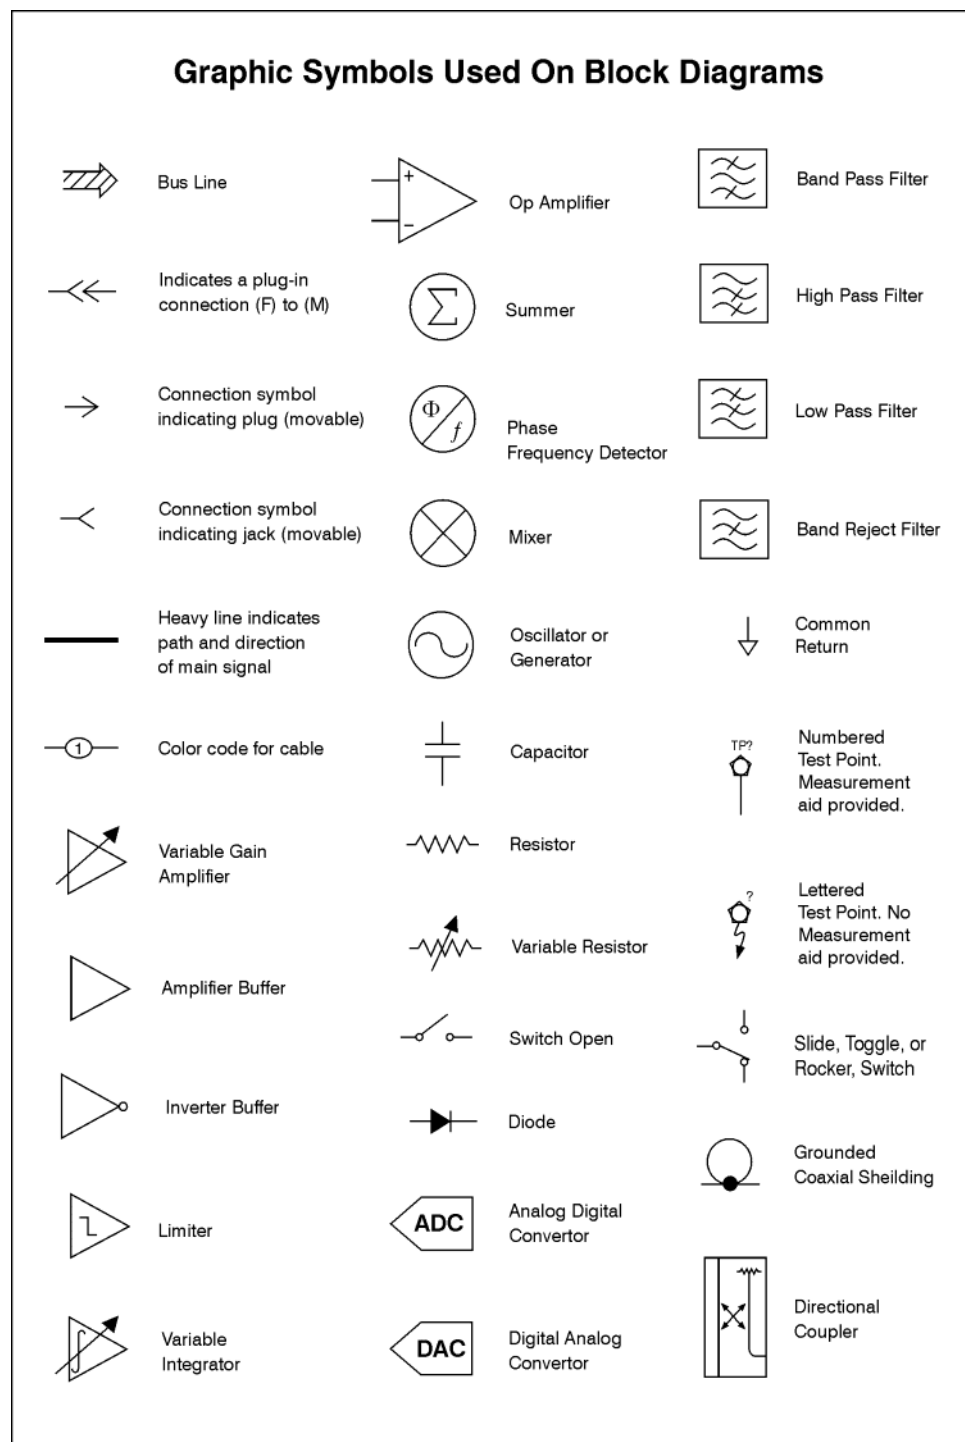 Graphic Symbols Used On Block Diagrams
Bus Line
Indicates a plug-in
connection (F) to (M)
Connection symbol
indicating plug (movable)
Connection symbol
indicating jack (movable)
Heavy line indicates
path and direction
of main signal
1
Color code for cable
Variable Gain
Amplifier
Amplifier Buffer
Inverter Buffer
Limiter
Variable
Integrator
+
−
Op Amplifier
Σ
Summer
Φ
f
Phase
Frequency Detector
Mixer
Oscillator or
Generator
Capacitor
Resistor
Variable Resistor
Switch Open
Diode
ADC
Analog Digital
Convertor
DAC
Digital Analog
Convertor
Band Pass Filter
High Pass Filter
Low Pass Filter
Band Reject Filter
Common
Return
TP?
Numbered
Test Point.
Measurement
aid provided.
?
Lettered
Test Point. No
Measurement
aid provided.
Slide, Toggle, or
Rocker, Switch
Grounded
Coaxial Sheilding
Directional
Coupler